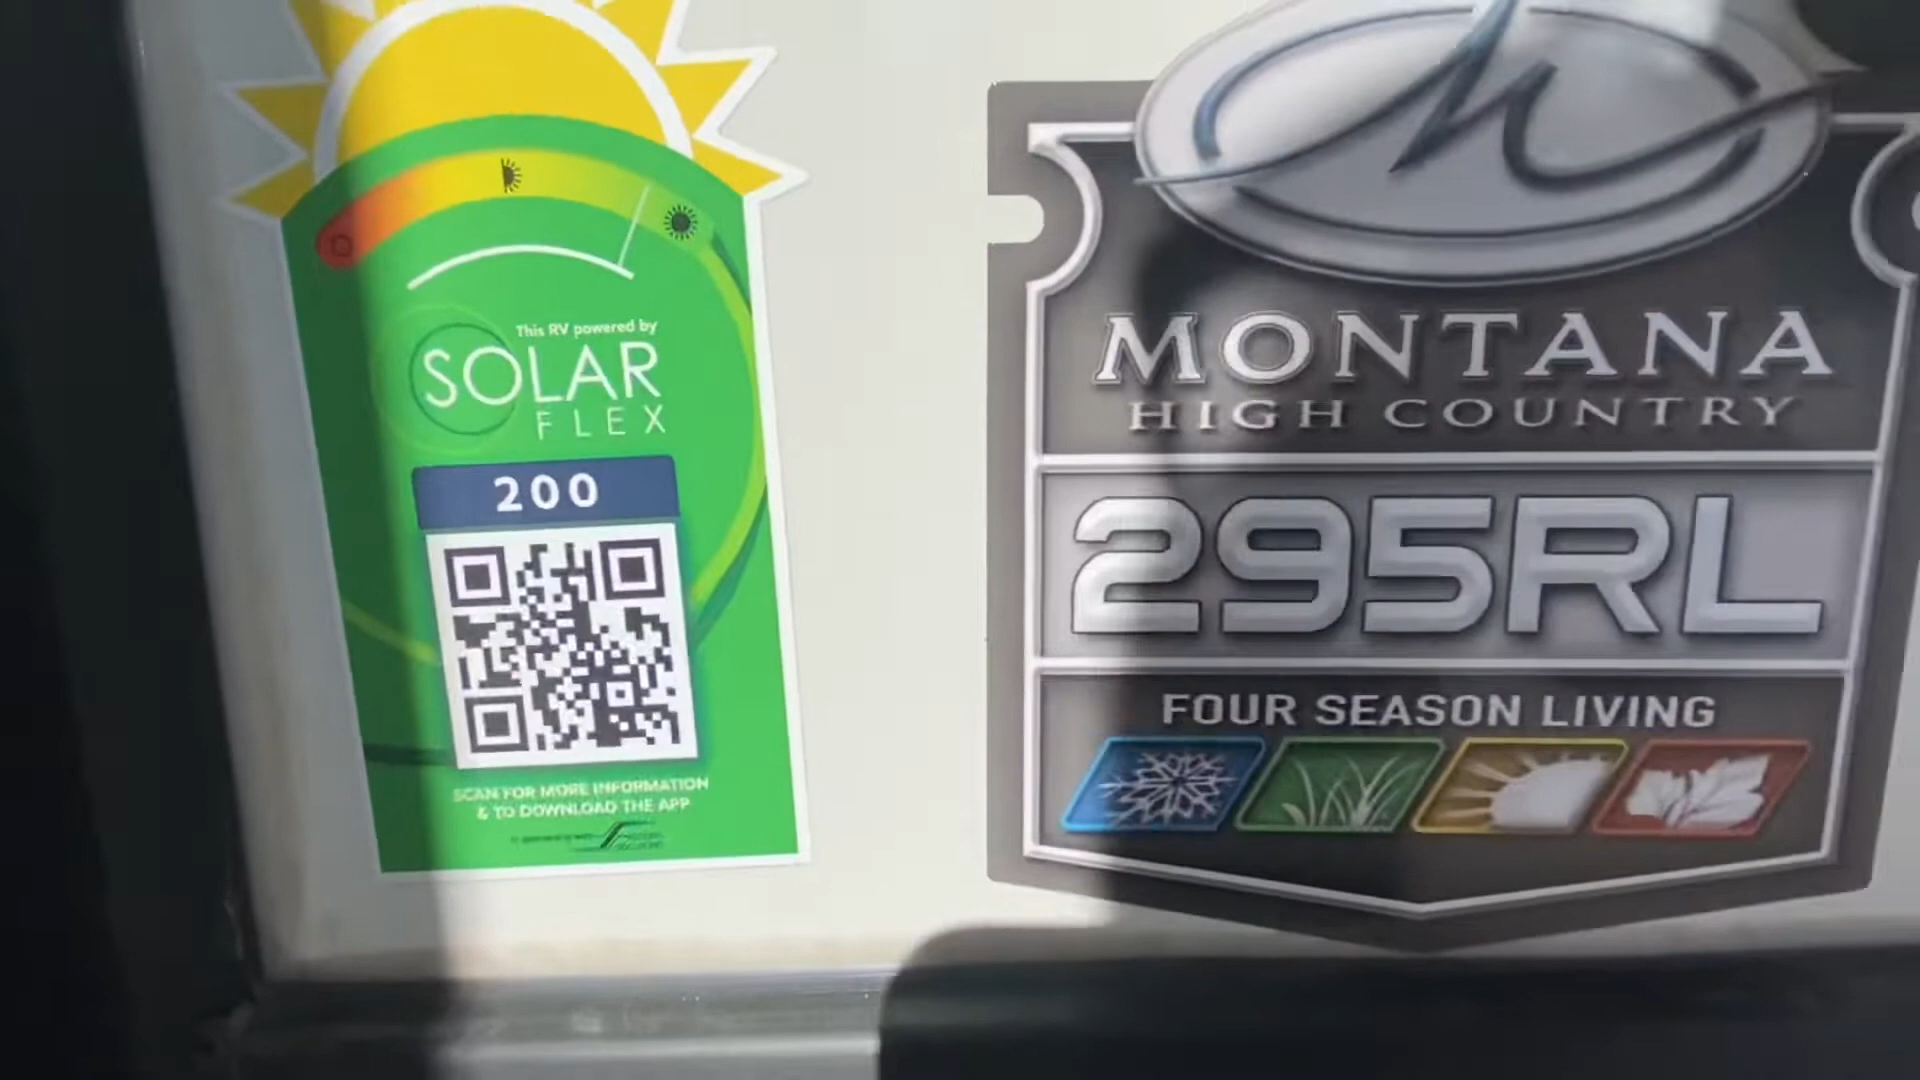 This RV powered by
SOLAR
FLEX
200
SCAN FOR MORE INFORMATION
& TO DOWNLOAD THE APP
MONTANA
HIGH COUNTRY
295RL
FOUR SEASON LIVING